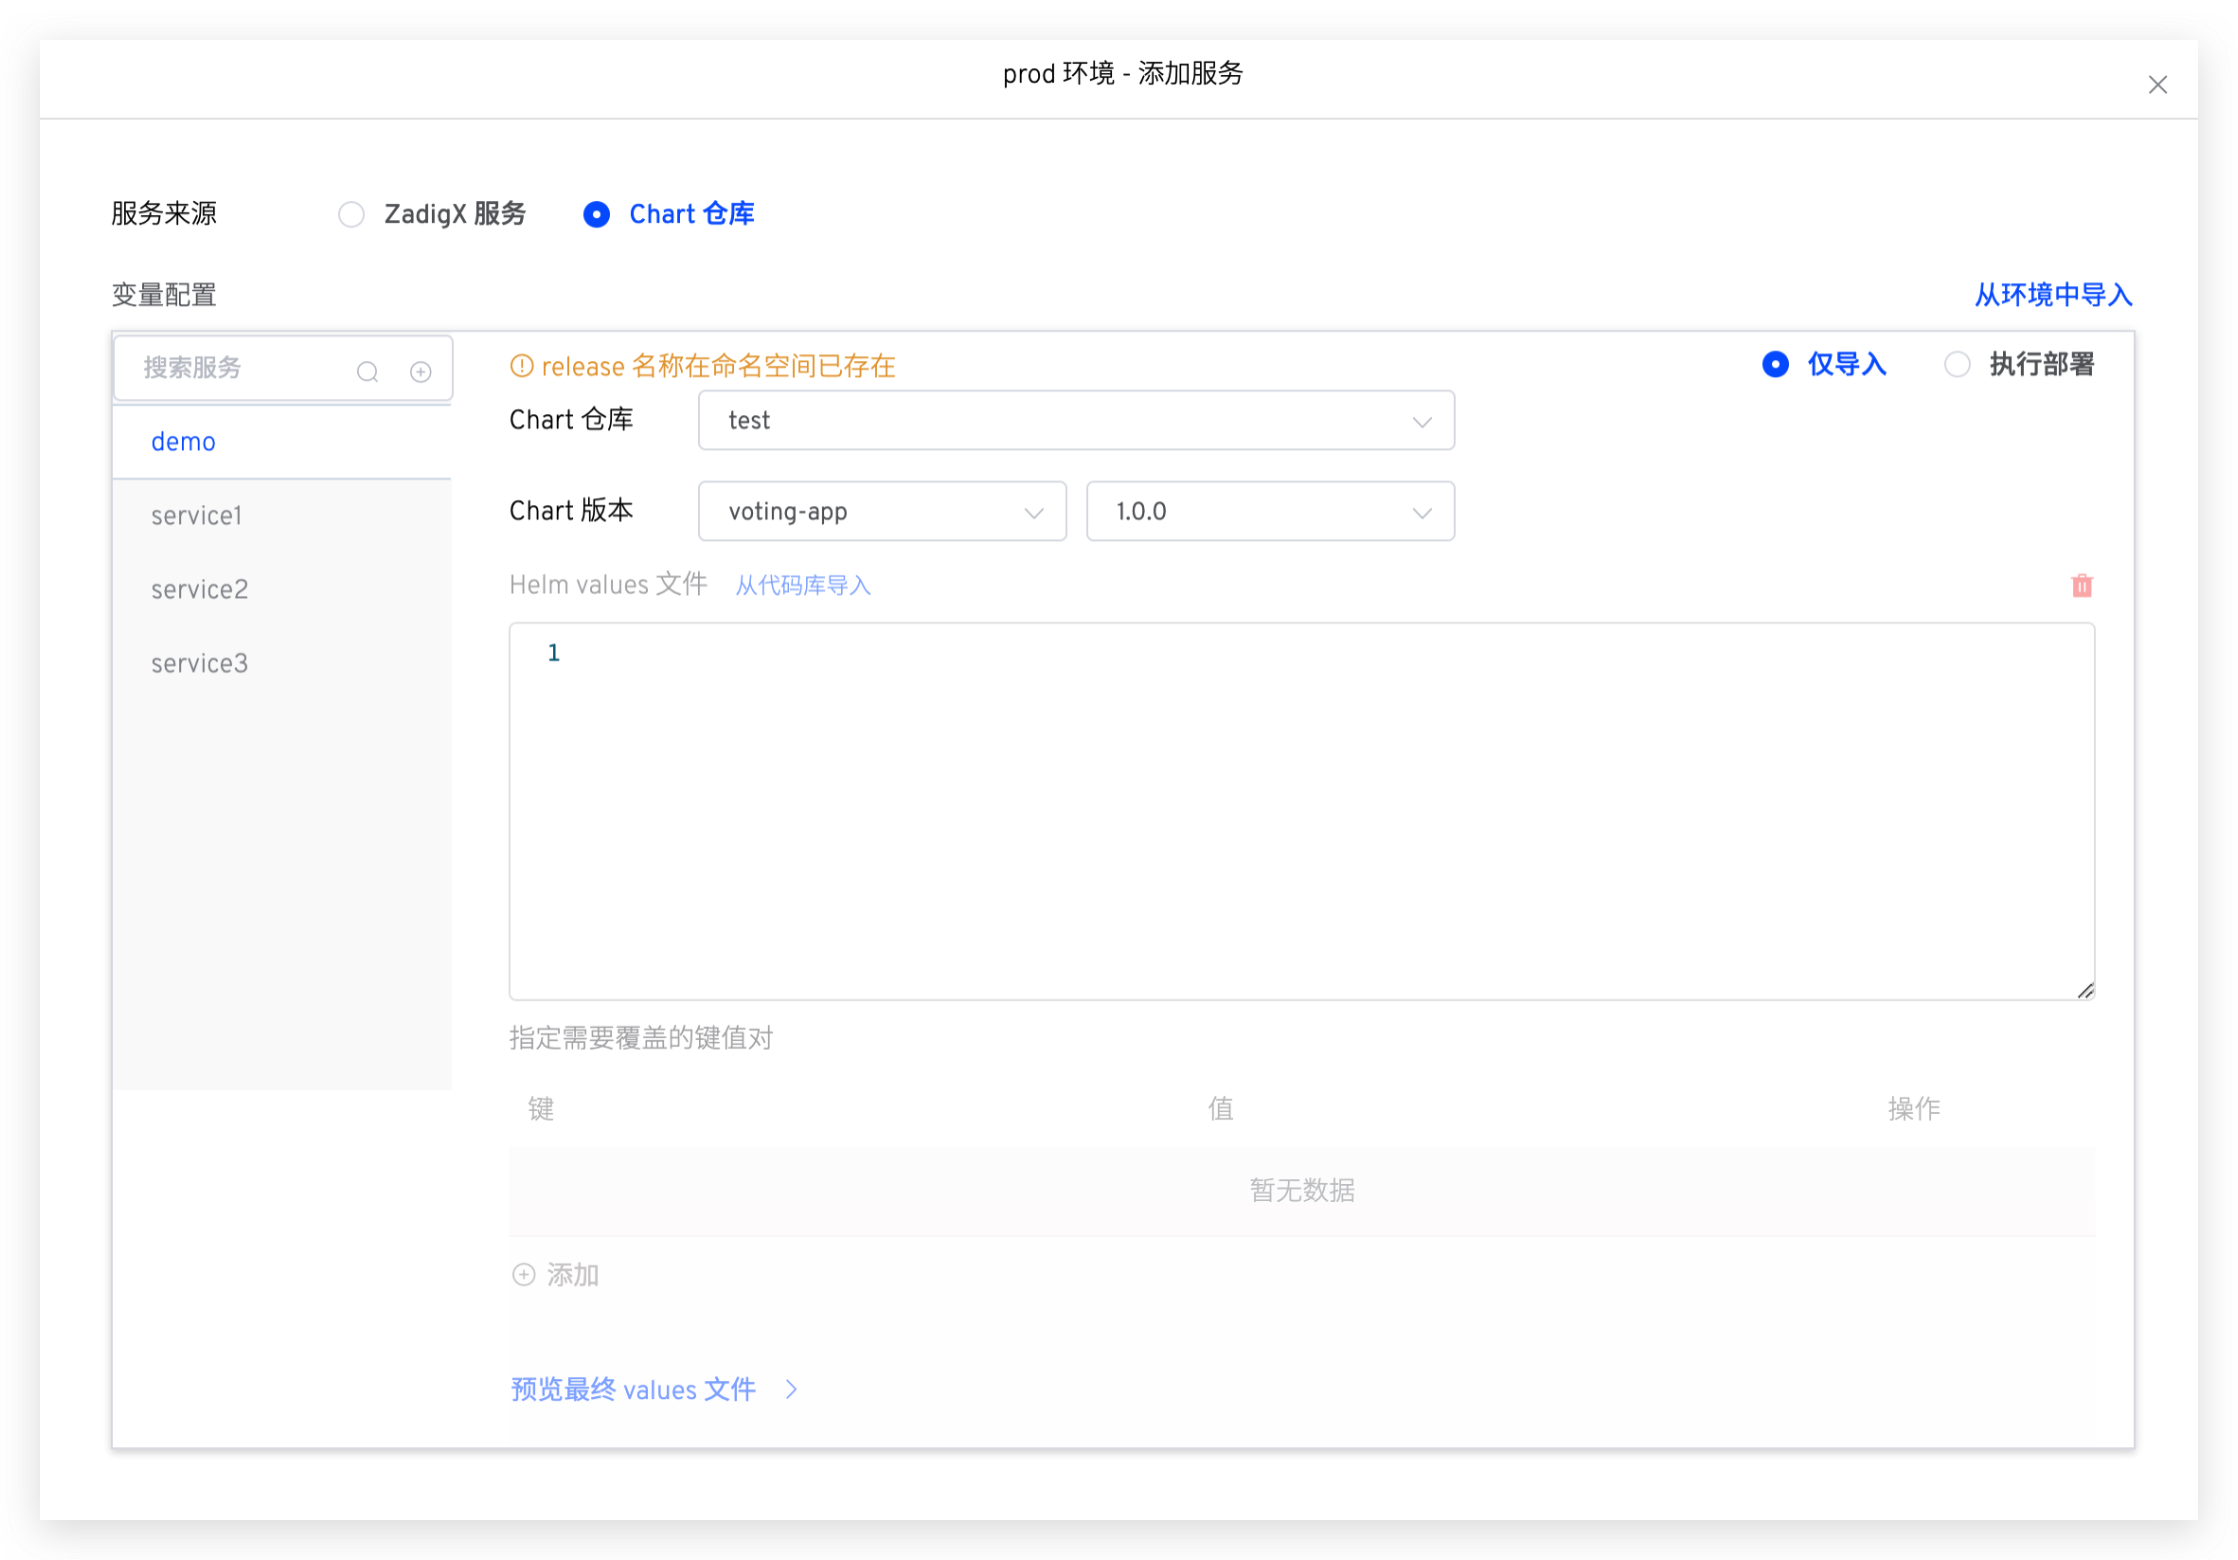 prod 环境 - 添加服务
服务来源 ZadigX 服务 Chart 仓库
变量配置 从环境中导入
搜索服务
demo
service1
service2
service3
release 名称在命名空间已存在 仅导入 执行部署
Chart 仓库 test
Chart 版本 voting-app 1.0.0
Helm values 文件 从代码库导入
1
指定需要覆盖的键值对
键 值 操作
暂无数据
添加
预览最终 values 文件